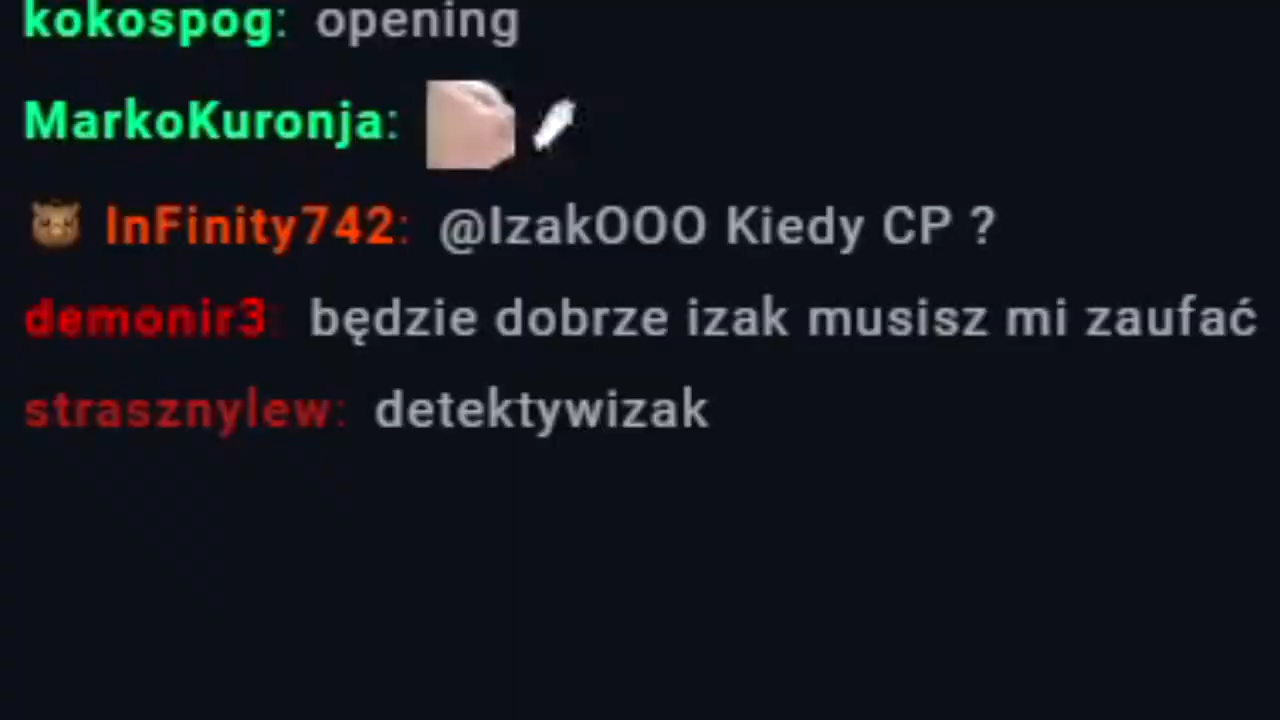 kokospog: opening
MarkoKuronja:
InFinity742: @IzakOOO Kiedy CP ?
demonir3: będzie dobrze izak musisz mi zaufać
strasznylew: detektywizak